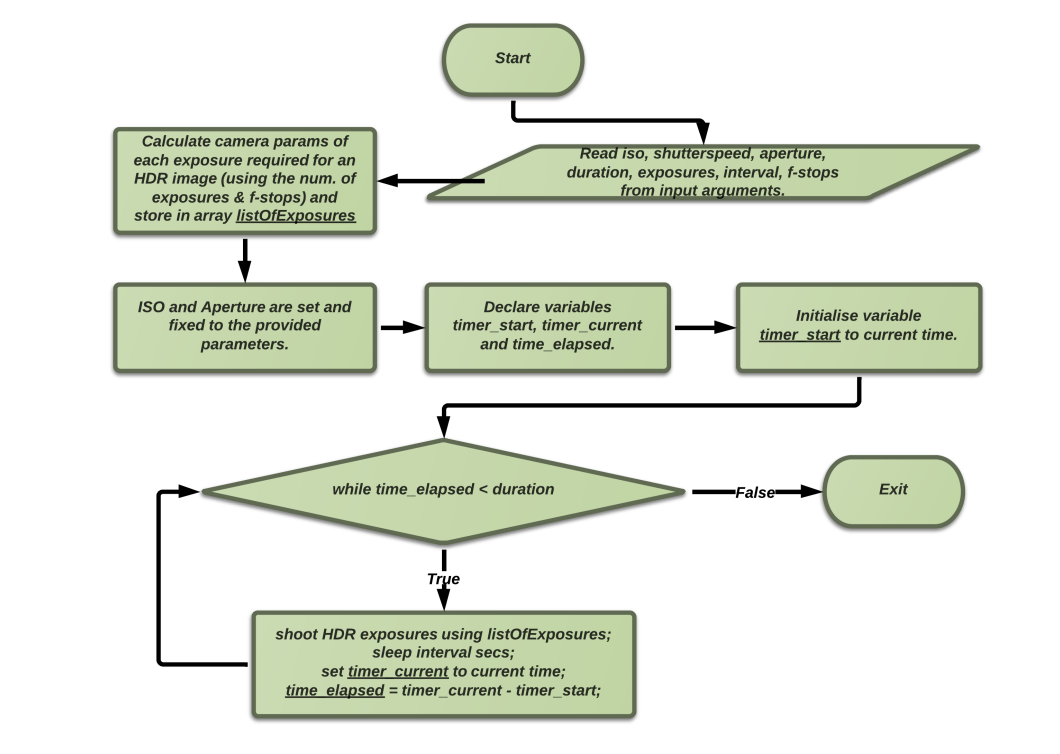 Start
Read iso, shutterspeed, aperture,
duration, exposures, interval, f-stops
from input arguments.
Calculate camera params of
each exposure required for an
HDR image (using the num. of
exposures & f-stops) and
store in array listOfExposures
ISO and Aperture are set and
fixed to the provided
parameters.
Declare variables
timer_start, timer_current
and time_elapsed.
Initialise variable
timer_start to current time.
while time_elapsed < duration
False
Exit
True
shoot HDR exposures using listOfExposures;
sleep interval secs;
set timer_current to current time;
time_elapsed = timer_current - timer_start;